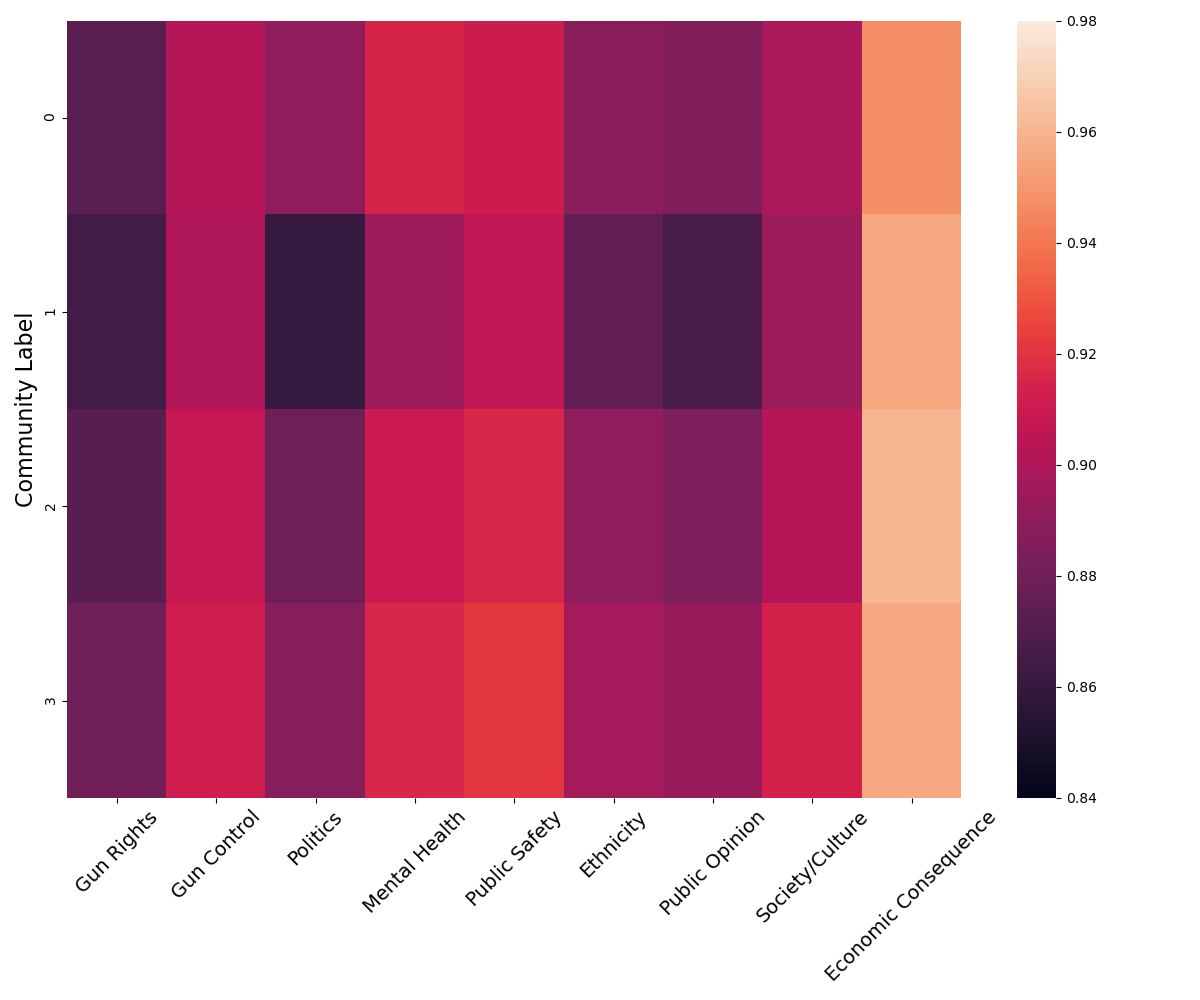 Community Label
0
1
2
3
Gun Rights
Gun Control
Politics
Mental Health
Public Safety
Ethnicity
Public Opinion
Society/Culture
Economic Consequence
0.98
0.96
0.94
0.92
0.90
0.88
0.86
0.84